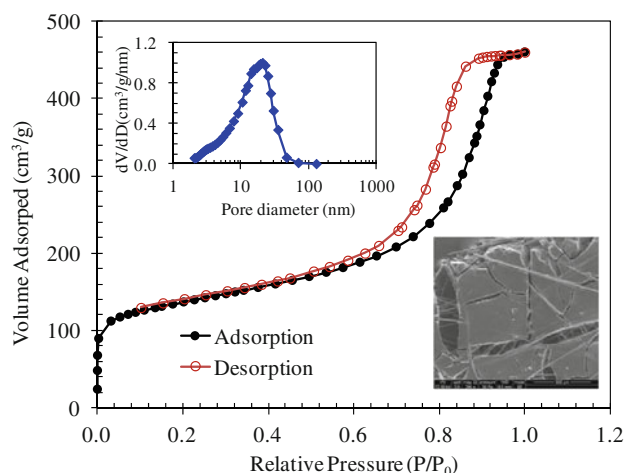 500
400
300
200
100
0
Volume Adsorped (cm³/g)
0.0 0.2 0.4 0.6 0.8 1.0 1.2
Relative Pressure (P/P₀)
1.2
0.8
0.4
0.0
dV/dD(cm³/g/nm)
1 10 100 1000
Pore diameter (nm)
Adsorption
Desorption